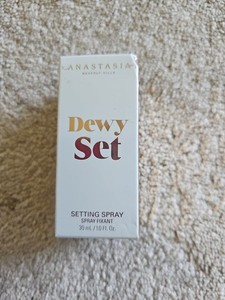 ANASTASIA
BEVERLY HILLS
Dewy
Set
SETTING SPRAY
SPRAY FIXANT
30 mL / 1.0 Fl. Oz